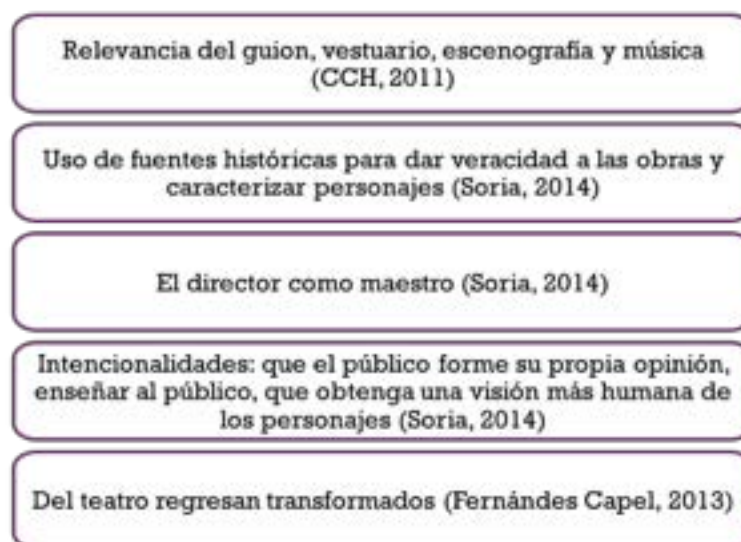 Relevancia del guion, vestuario, escenografía y música
(CCH, 2011)
Uso de fuentes históricas para dar veracidad a las obras y
caracterizar personajes (Soria, 2014)
El director como maestro (Soria, 2014)
Intencionalidades: que el público forme su propia opinión,
enseñar al público, que obtenga una visión más humana de
los personajes (Soria, 2014)
Del teatro regresan transformados (Fernándes Capel, 2013)